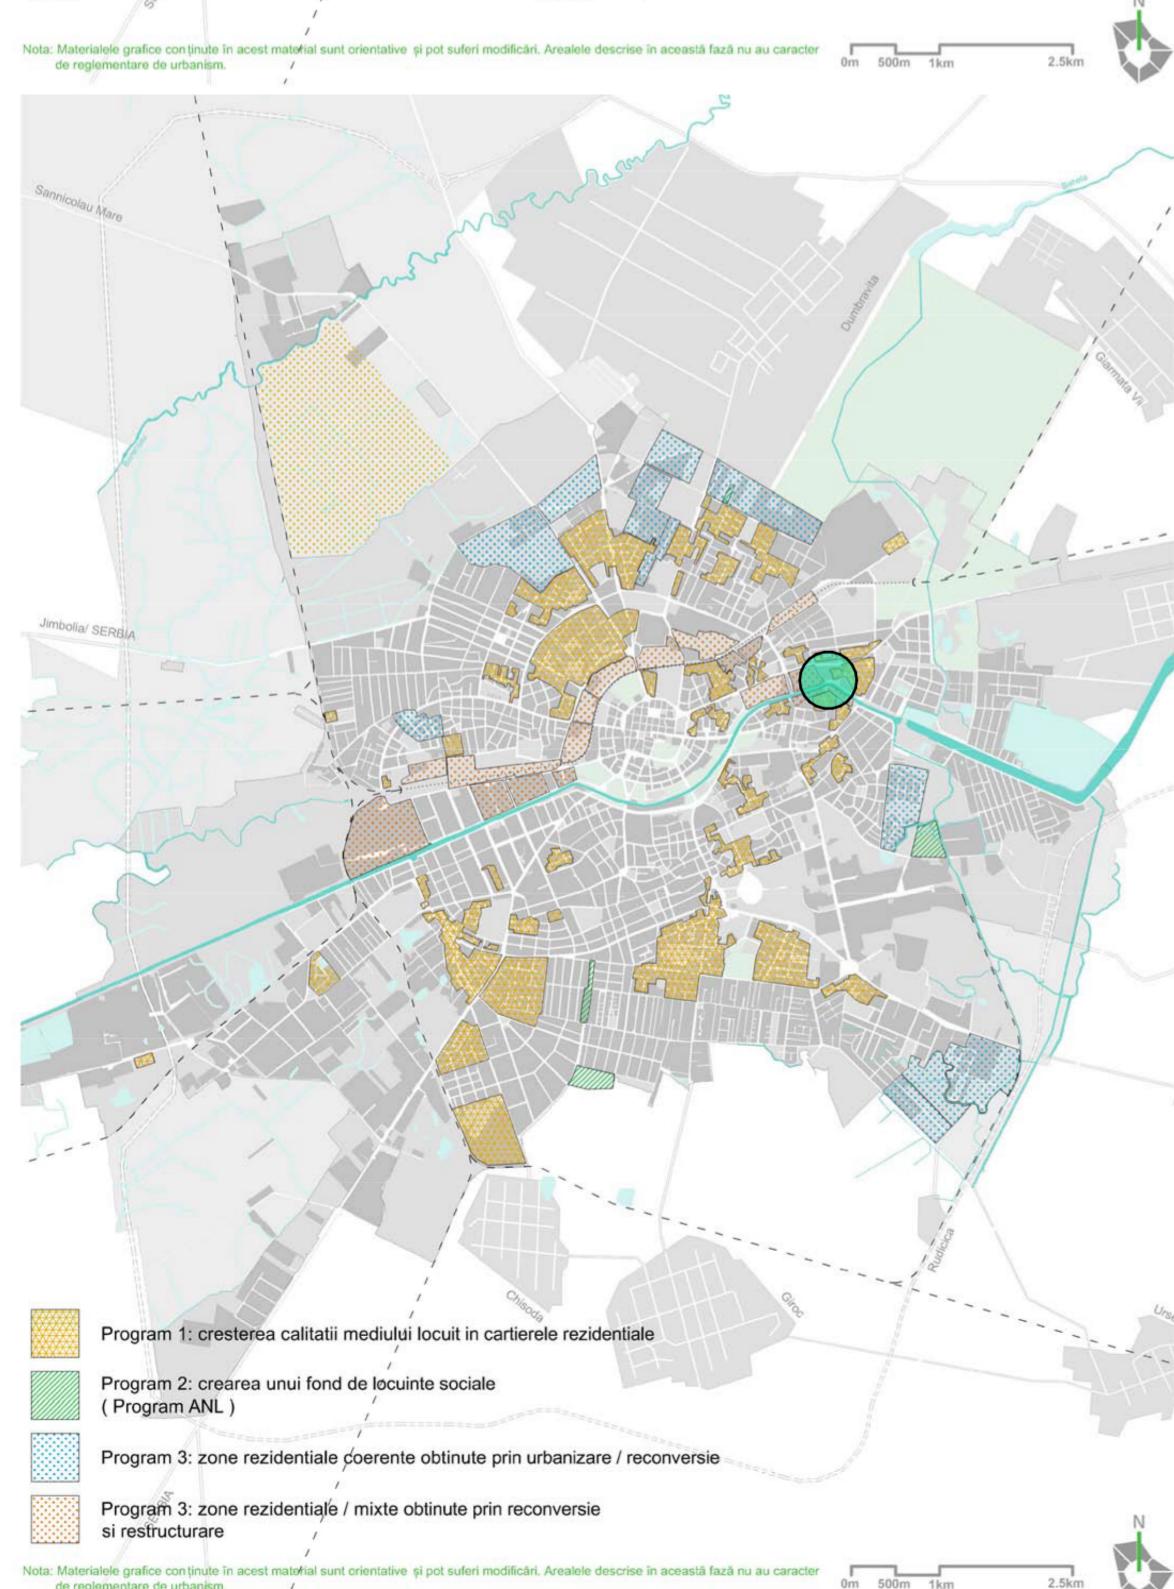 N
Nota: Materialele grafice conținute în acest material sunt orientative și pot suferi modificări. Arealele descrise în această fază nu au caracter
de reglementare de urbanism.
0m 500m 1km 2.5km
Sannicolau Mare
Behela
Dumbravita
Giarmata Vii
Jimbolia/ SERBIA
Rudicica
Chisoda
Giroc
Urse
Program 1: cresterea calitatii mediului locuit in cartierele rezidentiale
Program 2: crearea unui fond de locuinte sociale
( Program ANL )
Program 3: zone rezidentiale coerente obtinute prin urbanizare / reconversie
Program 3: zone rezidentiale / mixte obtinute prin reconversie
si restructurare
SERBIA
N
Nota: Materialele grafice conținute în acest material sunt orientative și pot suferi modificări. Arealele descrise în această fază nu au caracter
de reglementare de urbanism.
0m 500m 1km 2.5km